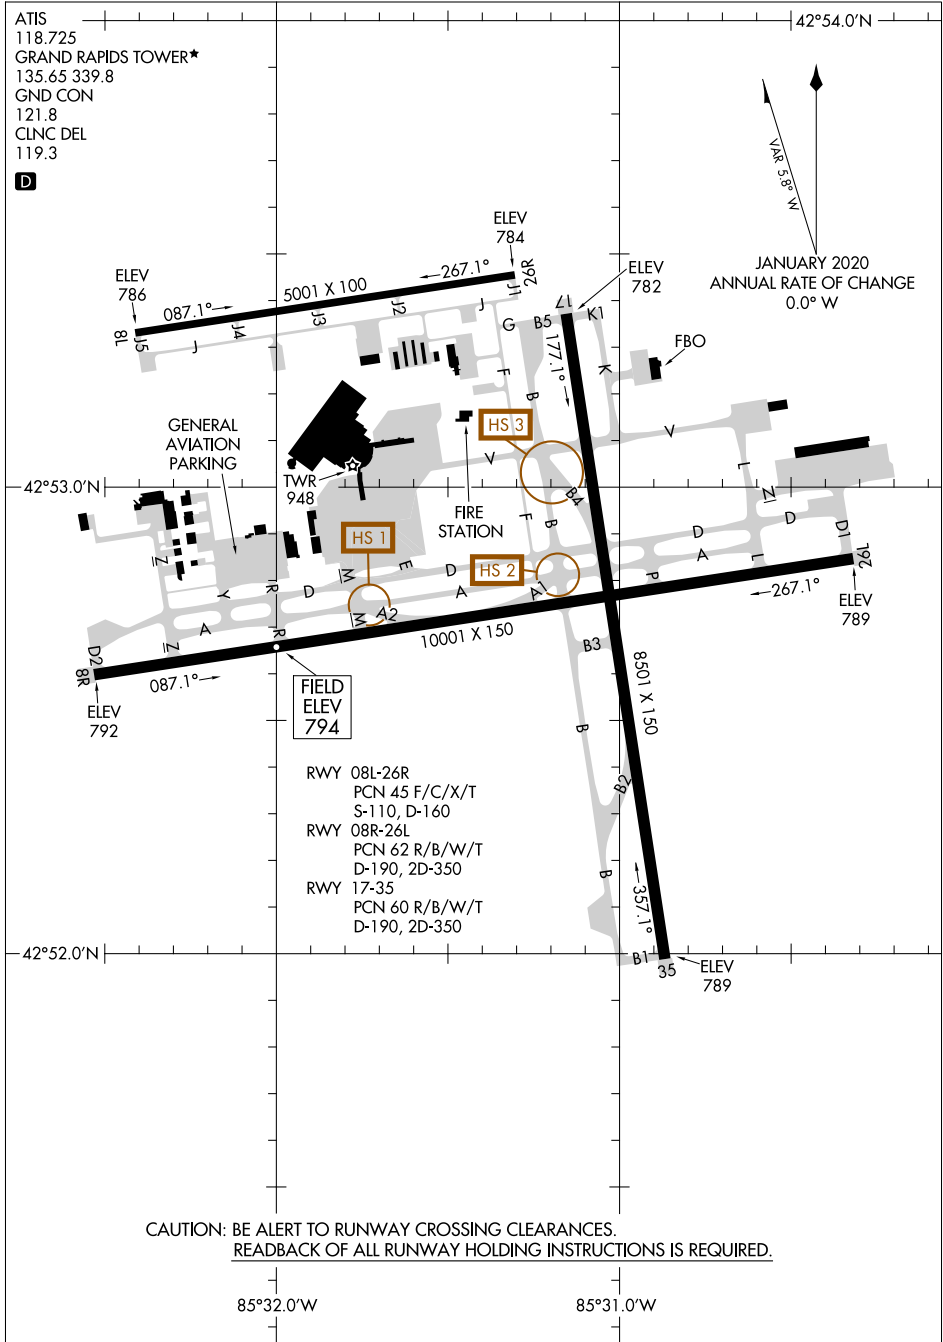 ATIS
118.725
GRAND RAPIDS TOWER★
135.65 339.8
GND CON
121.8
CLNC DEL
119.3
D
42°54.0'N
VAR 5.8° W
JANUARY 2020
ANNUAL RATE OF CHANGE
0.0° W
ELEV
784
ELEV
786
ELEV
782
087.1°
5001 X 100
267.1°
26R
8L
J5
J
J4
J3
J2
J
J1
G
B5
17
K1
177.1°
K
FBO
F
B
HS 3
V
V
GENERAL
AVIATION
PARKING
TWR
948
FIRE
STATION
42°53.0'N
B4
L
N
F
B
D
D
D1
HS 1
HS 2
Z
Y
R
D
M
E
D
A
A1
A
P
L
26L
267.1°
ELEV
789
A
Z
R
M
A2
10001 X 150
D2
8R
087.1°
ELEV
792
FIELD
ELEV
794
B3
8501 X 150
B
B2
B
357.1°
RWY 08L-26R
PCN 45 F/C/X/T
S-110, D-160
RWY 08R-26L
PCN 62 R/B/W/T
D-190, 2D-350
RWY 17-35
PCN 60 R/B/W/T
D-190, 2D-350
42°52.0'N
B1
35
ELEV
789
CAUTION: BE ALERT TO RUNWAY CROSSING CLEARANCES.
READBACK OF ALL RUNWAY HOLDING INSTRUCTIONS IS REQUIRED.
85°32.0'W
85°31.0'W